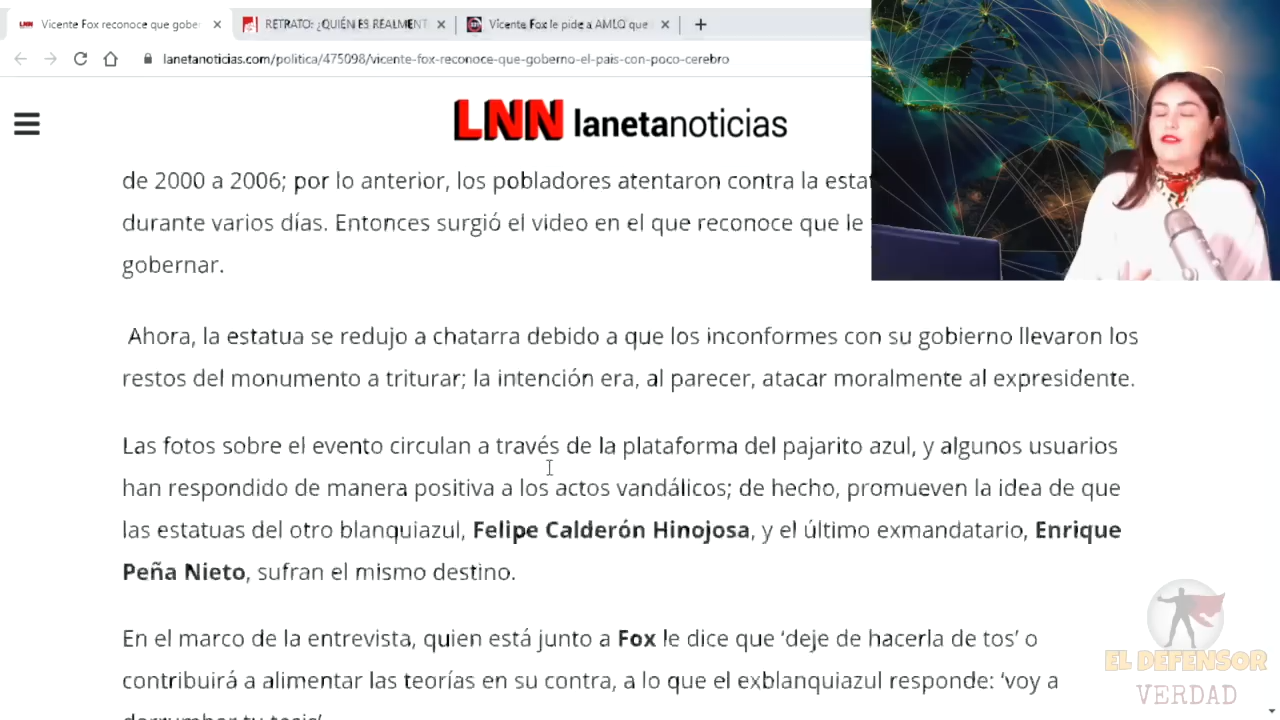 LNN Vicente Fox reconoce que gober
RETRATO: ¿QUIÉN ES REALMENT
Vicente Fox le pide a AMLO que
lanetanoticias.com/politica/475098/vicente-fox-reconoce-que-goberno-el-pais-con-poco-cerebro
LNN lanetanoticias
de 2000 a 2006; por lo anterior, los pobladores atentaron contra la esta
durante varios días. Entonces surgió el video en el que reconoce que le
gobernar.
Ahora, la estatua se redujo a chatarra debido a que los inconformes con su gobierno llevaron los
restos del monumento a triturar; la intención era, al parecer, atacar moralmente al expresidente.
Las fotos sobre el evento circulan a través de la plataforma del pajarito azul, y algunos usuarios
han respondido de manera positiva a los actos vandálicos; de hecho, promueven la idea de que
las estatuas del otro blanquiazul, Felipe Calderón Hinojosa, y el último exmandatario, Enrique
Peña Nieto, sufran el mismo destino.
En el marco de la entrevista, quien está junto a Fox le dice que ‘deje de hacerla de tos’ o
contribuirá a alimentar las teorías en su contra, a lo que el exblanquiazul responde: ‘voy a
EL DEFENSOR
VERDAD